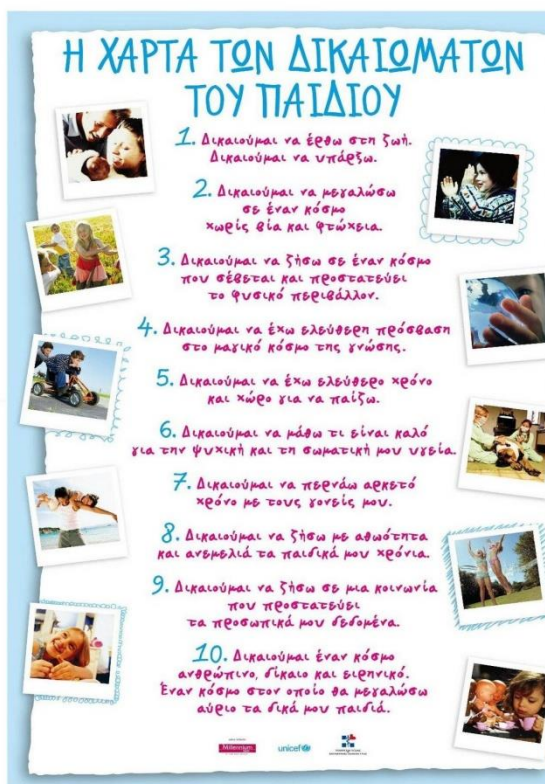 Η ΧΑΡΤΑ ΤΩΝ ΔΙΚΑΙΩΜΑΤΩΝ
ΤΟΥ ΠΑΙΔΙΟΥ
1. Δικαιούμαι να έρθω στη ζωή.
Δικαιούμαι να υπάρξω.
2. Δικαιούμαι να μεγαλώσω
σε έναν κόσμο
χωρίς βία και φτώχεια.
3. Δικαιούμαι να ζήσω σε έναν κόσμο
που σέβεται και προστατεύει
το φυσικό περιβάλλον.
4. Δικαιούμαι να έχω ελεύθερη πρόσβαση
στο μαγικό κόσμο της γνώσης.
5. Δικαιούμαι να έχω ελεύθερο χρόνο
και χώρο για να παίζω.
6. Δικαιούμαι να μάθω τι είναι καλό
για την ψυχική και τη σωματική μου υγεία.
7. Δικαιούμαι να περνάω αρκετό
χρόνο με τους γονείς μου.
8. Δικαιούμαι να ζήσω με αθωότητα
και ανεμελιά τα παιδικά μου χρόνια.
9. Δικαιούμαι να ζήσω σε μια κοινωνία
που προστατεύει
τα προσωπικά μου δεδομένα.
10. Δικαιούμαι έναν κόσμο
ανθρώπινο, δίκαιο και ειρηνικό.
Έναν κόσμο στον οποίο θα μεγαλώσω
αύριο τα δικά μου παιδιά.
Millennium
unicef